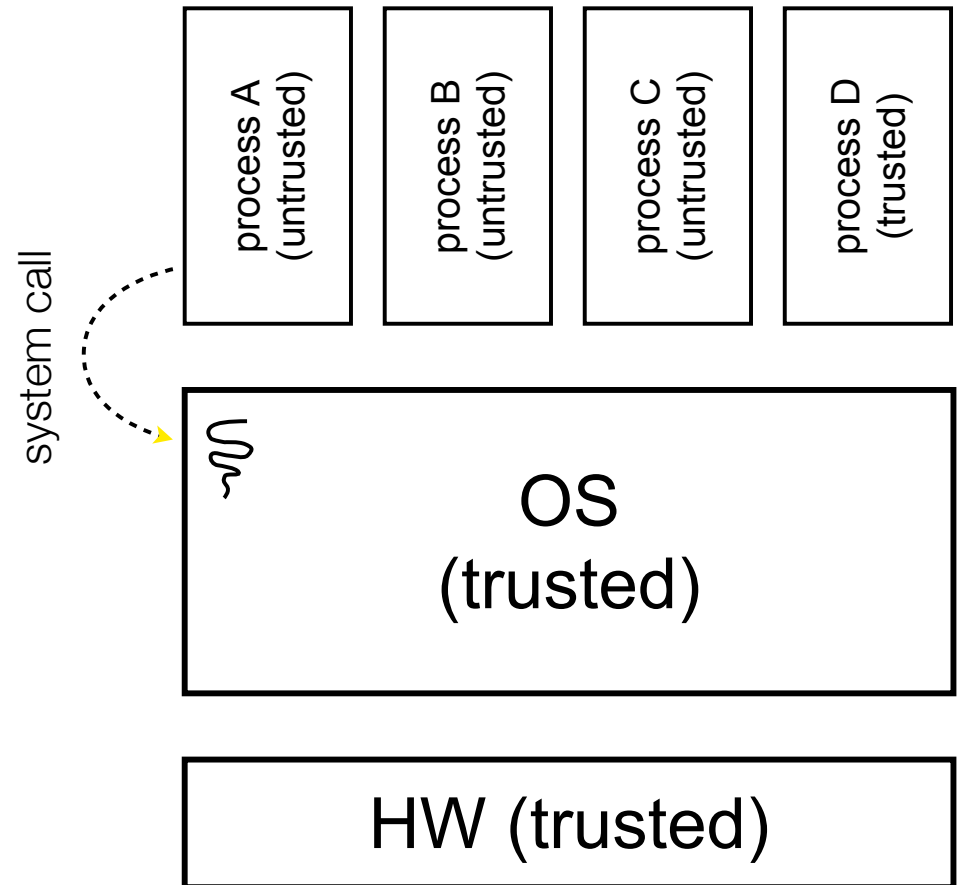 process A
(untrusted)
process B
(untrusted)
process C
(untrusted)
process D
(trusted)
system call
OS
(trusted)
HW (trusted)